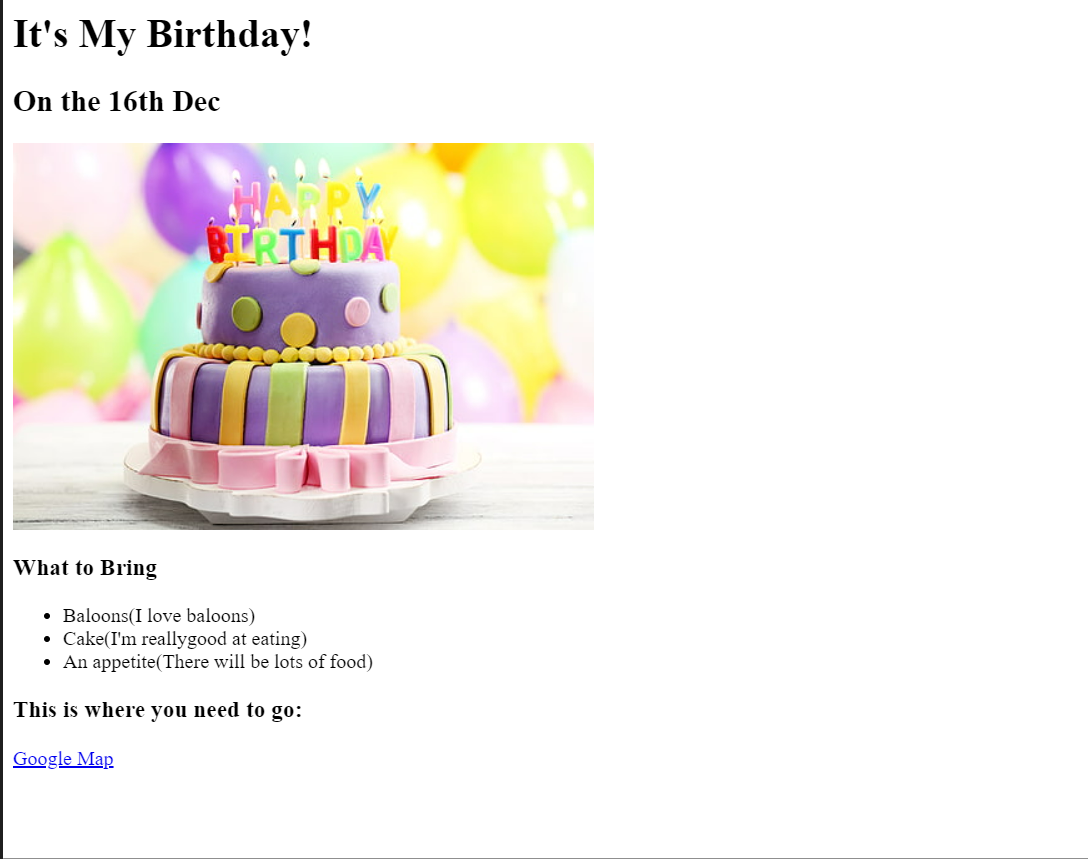 It's My Birthday!
On the 16th Dec
HAPPY
BIRTHDAY
What to Bring
Baloons(I love baloons)
Cake(I'm reallygood at eating)
An appetite(There will be lots of food)
This is where you need to go:
Google Map